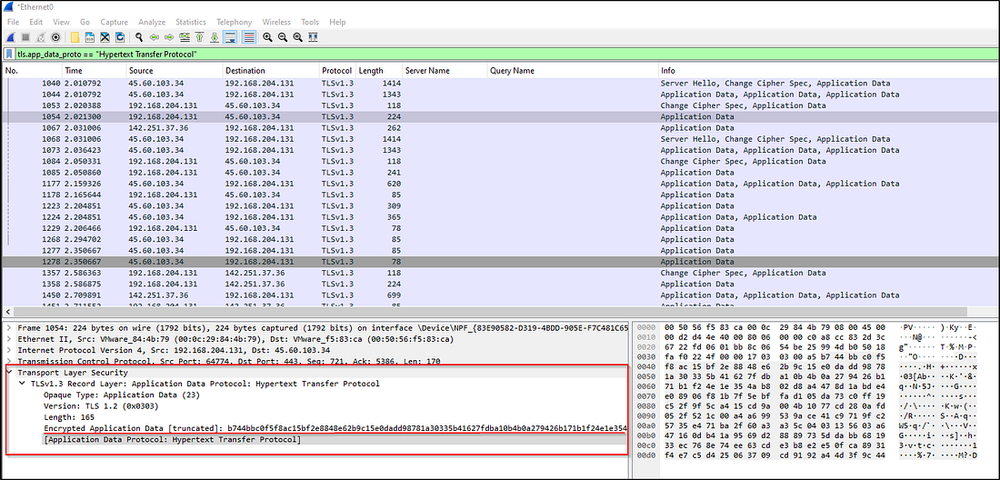 *Ethernet0
File Edit View Go Capture Analyze Statistics Telephony Wireless Tools Help
tls.app_data_proto == "Hypertext Transfer Protocol"
No. Time Source Destination Protocol Length Server Name Query Name Info
1040 2.010792 45.60.103.34 192.168.204.131 TLSv1.3 1414 Server Hello, Change Cipher Spec, Application Data
1044 2.010792 45.60.103.34 192.168.204.131 TLSv1.3 1343 Application Data, Application Data, Application Data
1053 2.020388 192.168.204.131 45.60.103.34 TLSv1.3 118 Change Cipher Spec, Application Data
1054 2.021300 192.168.204.131 45.60.103.34 TLSv1.3 224 Application Data
1067 2.031006 142.251.37.36 192.168.204.131 TLSv1.3 262 Application Data
1068 2.031006 45.60.103.34 192.168.204.131 TLSv1.3 1414 Server Hello, Change Cipher Spec, Application Data
1073 2.036423 45.60.103.34 192.168.204.131 TLSv1.3 1343 Application Data, Application Data, Application Data
1084 2.050331 192.168.204.131 45.60.103.34 TLSv1.3 118 Change Cipher Spec, Application Data
1085 2.050860 192.168.204.131 45.60.103.34 TLSv1.3 241 Application Data
1177 2.159326 45.60.103.34 192.168.204.131 TLSv1.3 620 Application Data, Application Data, Application Data
1178 2.165644 192.168.204.131 45.60.103.34 TLSv1.3 85 Application Data
1223 2.204851 45.60.103.34 192.168.204.131 TLSv1.3 309 Application Data
1224 2.204851 45.60.103.34 192.168.204.131 TLSv1.3 365 Application Data, Application Data
1229 2.206466 192.168.204.131 45.60.103.34 TLSv1.3 78 Application Data
1268 2.294702 45.60.103.34 192.168.204.131 TLSv1.3 85 Application Data
1277 2.350667 45.60.103.34 192.168.204.131 TLSv1.3 85 Application Data
1278 2.350667 45.60.103.34 192.168.204.131 TLSv1.3 78 Application Data
1357 2.586363 192.168.204.131 142.251.37.36 TLSv1.3 118 Change Cipher Spec, Application Data
1358 2.586875 192.168.204.131 142.251.37.36 TLSv1.3 224 Application Data
1450 2.709891 142.251.37.36 192.168.204.131 TLSv1.3 699 Application Data, Application Data, Application Data
Frame 1054: 224 bytes on wire (1792 bits), 224 bytes captured (1792 bits) on interface \Device\NPF_{83E90582-D319-4BDD-905E-F7C481C65
Ethernet II, Src: VMware_84:4b:79 (00:0c:29:84:4b:79), Dst: VMware_f5:83:ca (00:50:56:f5:83:ca)
Internet Protocol Version 4, Src: 192.168.204.131, Dst: 45.60.103.34
Transmission Control Protocol, Src Port: 64774, Dst Port: 443, Seq: 721, Ack: 5386, Len: 170
Transport Layer Security
TLSv1.3 Record Layer: Application Data Protocol: Hypertext Transfer Protocol
Opaque Type: Application Data (23)
Version: TLS 1.2 (0x0303)
Length: 165
Encrypted Application Data [truncated]: b744bbc0f5f8ac15bf2e8848e62b9c15e0dadd98781a30335b41627fdba10b4b0a279426b171b1f24e1e354
[Application Data Protocol: Hypertext Transfer Protocol]
0000 00 50 56 f5 83 ca 00 0c 29 84 4b 79 08 00 45 00
0010 00 d2 d4 4e 40 00 80 06 00 00 c0 a8 cc 83 2d 3c
0020 67 22 fd 06 01 bb 8c 06 54 be 25 99 4d b0 50 18
0030 fa f0 22 4f 00 00 17 03 03 00 a5 b7 44 bb c0 f5
0040 f8 ac 15 bf 2e 88 48 e6 2b 9c 15 e0 da dd 98 78
0050 1a 30 33 5b 41 62 7f db a1 0b 4b 0a 27 94 26 b1
0060 71 b1 f2 4e 1e 35 4a b8 02 d8 a4 47 8d 1a bd e4
0070 e0 89 06 f8 1b 7f 5e bf fa d1 05 da 73 c0 ff 19
0080 c5 2f 9f 5c a4 15 cd 9a 00 4b 10 77 cd 28 0a fd
0090 05 2f 52 1c 00 a4 a6 99 53 9a ce 41 c9 71 9f c2
00a0 57 35 e4 71 ba 2f 60 a3 a3 5c 04 03 13 56 03 a6
00b0 47 16 0d b4 1a 95 69 d2 88 89 73 5d da bb 68 19
00c0 33 ec 76 8e 74 ee 63 cd e3 b8 e2 e5 0f ca 89 31
00d0 f4 e7 c5 d4 25 06 37 09 cd 91 92 a4 4d 3f 9c 44